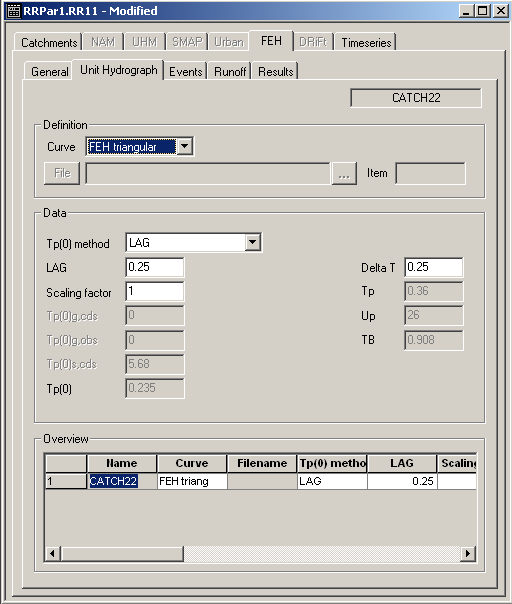 RRPar1.RR11 - Modified
Catchments NAM UHM SMAP Urban FEH DRiFt Timeseries
General Unit Hydrograph Events Runoff Results
CATCH22
Definition
Curve FEH triangular
File ... Item
Data
Tp(0) method LAG
LAG 0.25 Delta T 0.25
Scaling factor 1 Tp 0.36
Tp(0)g,cds 0 Up 26
Tp(0)g,obs 0 TB 0.908
Tp(0)s,cds 5.68
Tp(0) 0.235
Overview
Name Curve Filename Tp(0) metho LAG Scaling
1 CATCH22 FEH triang LAG 0.25